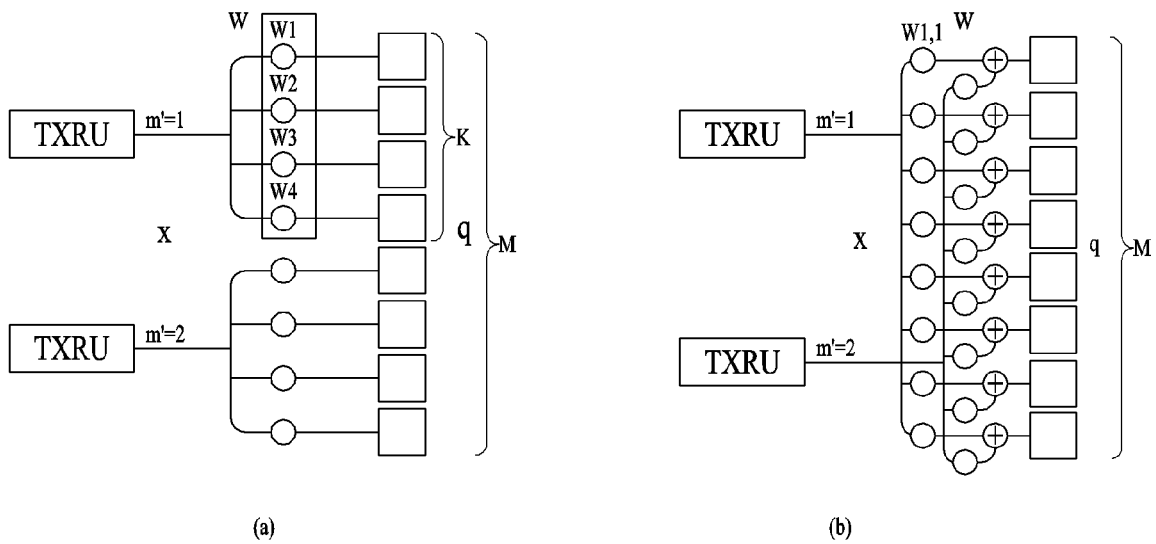 W
W1
W2
W3
W4
TXRU
m'=1
K
X
q
M
TXRU
m'=2
(a)
W
W1,1
TXRU
m'=1
+
+
+
+
X
q
M
+
+
TXRU
m'=2
+
+
(b)